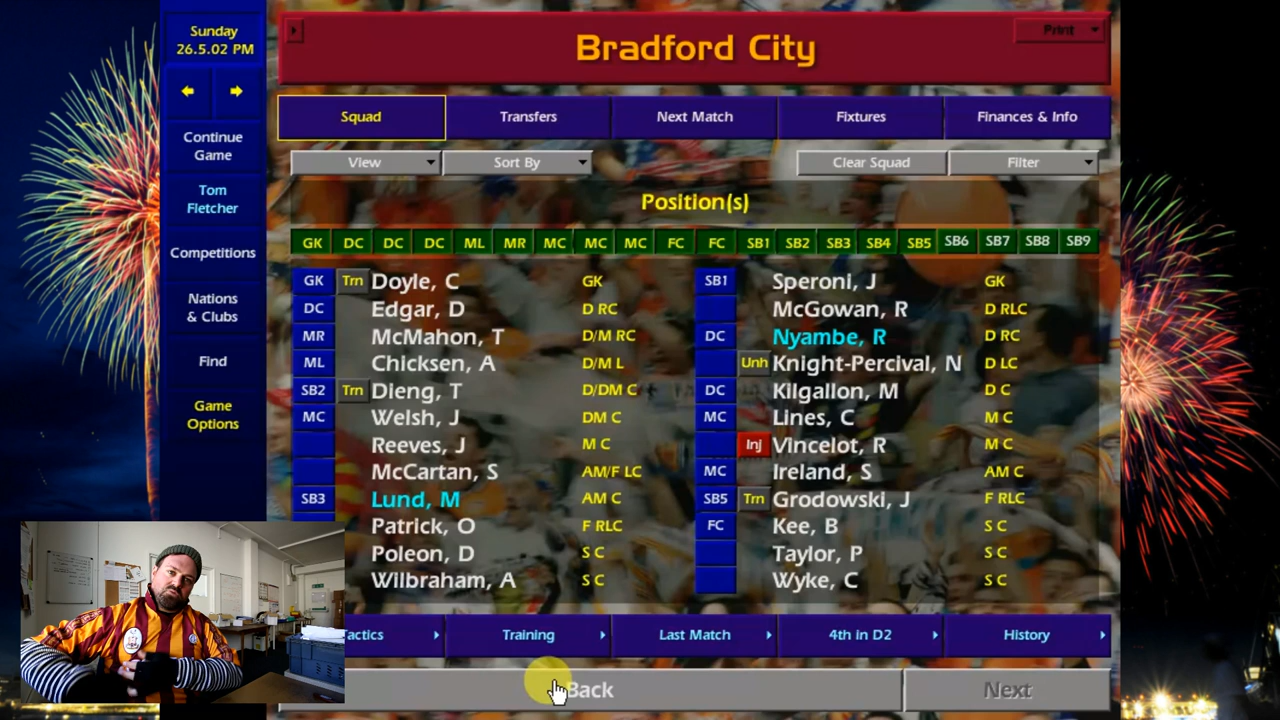 Sunday
26.5.02 PM
Continue
Game
Tom
Fletcher
Competitions
Nations
& Clubs
Find
Game
Options
Bradford City
Print
Squad Transfers Next Match Fixtures Finances & Info
View Sort By Clear Squad Filter
Position(s)
GK DC DC DC ML MR MC MC MC FC FC SB1 SB2 SB3 SB4 SB5 SB6 SB7 SB8 SB9
GK Trn Doyle, C GK SB1 Speroni, J GK
DC Edgar, D D RC McGowan, R D RLC
MR McMahon, T D/M RC DC Nyambe, R D RC
ML Chicksen, A D/M L Unh Knight-Percival, N D LC
SB2 Trn Dieng, T D/DM C DC Kilgallon, M D C
MC Welsh, J DM C MC Lines, C M C
Reeves, J M C Inj Vincelot, R M C
McCartan, S AM/F LC MC Ireland, S AM C
SB3 Lund, M AM C SB5 Trn Grodowski, J F RLC
Patrick, O F RLC FC Kee, B S C
Poleon, D S C Taylor, P S C
Wilbraham, A S C Wyke, C S C
actics Training Last Match 4th in D2 History
Back Next